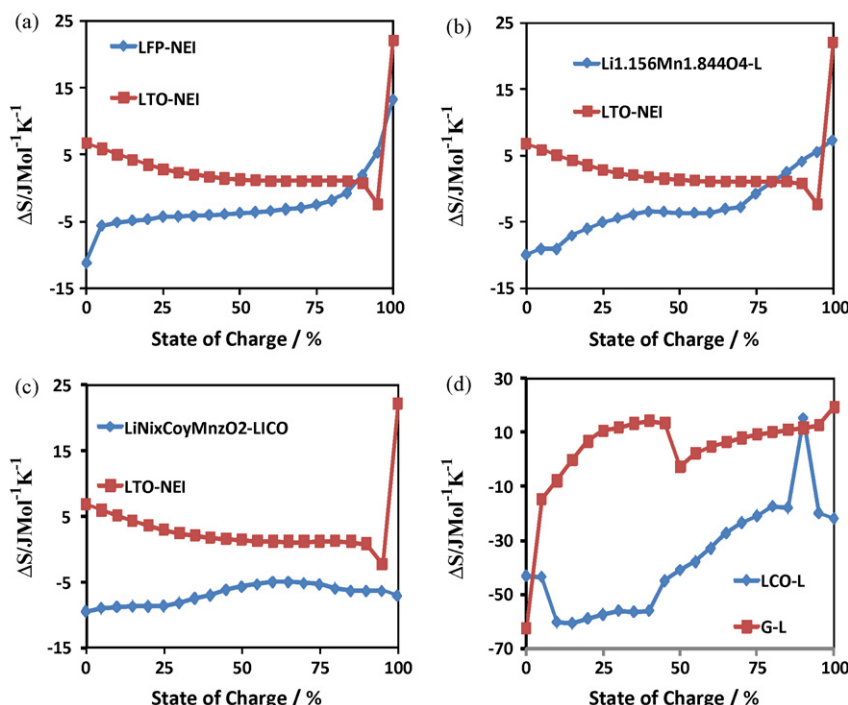 (a)
25
15
5
-5
-15
ΔS/JMol⁻¹K⁻¹
LFP-NEI
LTO-NEI
0 25 50 75 100
State of Charge / %
(b)
25
15
5
-5
-15
ΔS/JMol⁻¹K⁻¹
Li1.156Mn1.844O4-L
LTO-NEI
0 25 50 75 100
State of Charge / %
(c)
25
15
5
-5
-15
ΔS/JMol⁻¹K⁻¹
LiNixCoyMnzO2-LICO
LTO-NEI
0 25 50 75 100
State of Charge / %
(d)
30
10
-10
-30
-50
-70
ΔS/JMol⁻¹K⁻¹
LCO-L
G-L
0 50 100
State of Charge / %